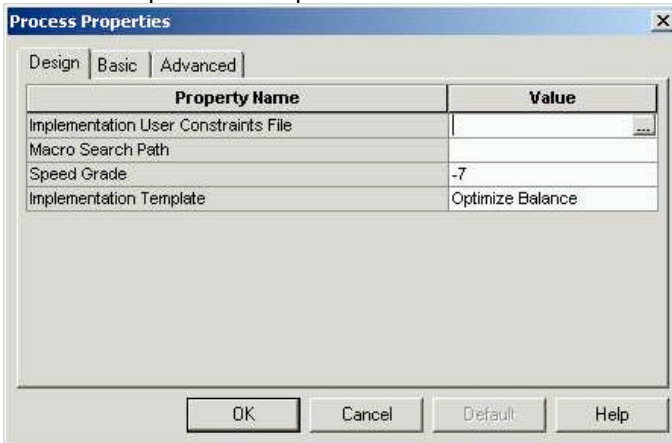 Process Properties
Design Basic Advanced
Property Name Value
Implementation User Constraints File ...
Macro Search Path
Speed Grade -7
Implementation Template Optimize Balance
OK Cancel Default Help